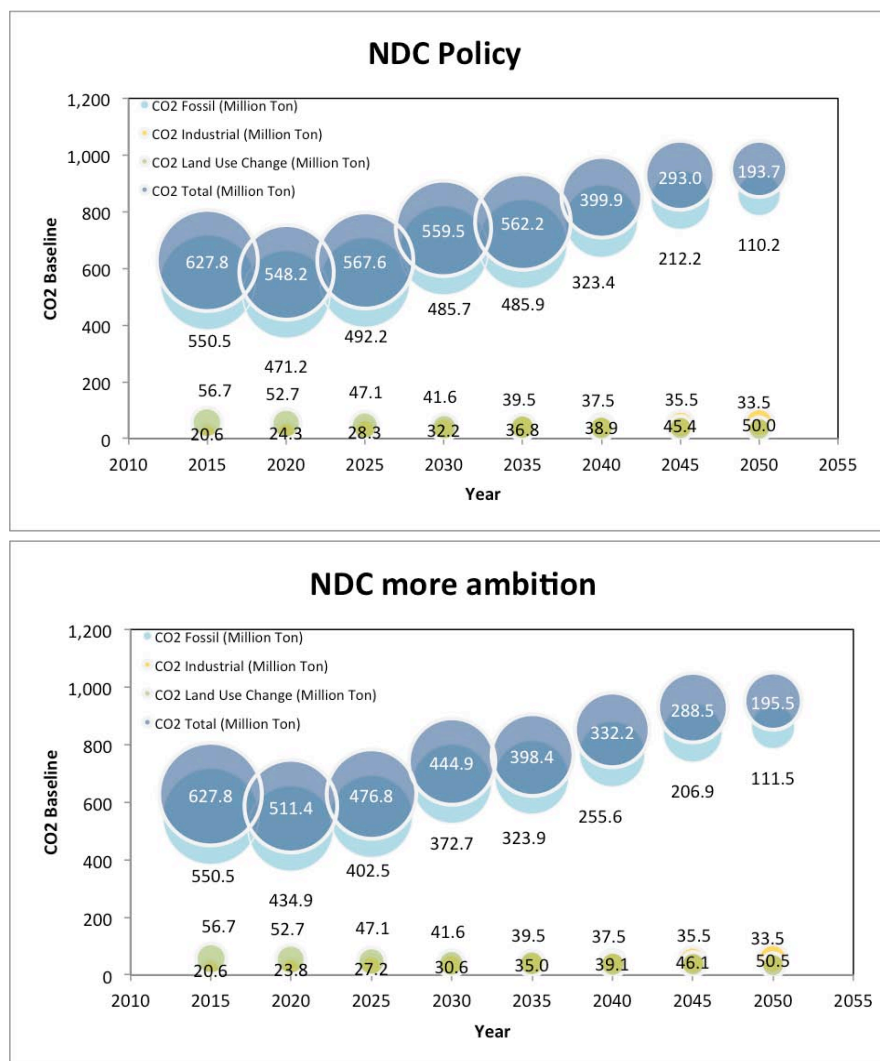 NDC Policy
1,200
1,000
800
600
400
200
0
CO2 Baseline
CO2 Fossil (Million Ton)
CO2 Industrial (Million Ton)
CO2 Land Use Change (Million Ton)
CO2 Total (Million Ton)
627.8 548.2 567.6 559.5 562.2 399.9 293.0 193.7
550.5 471.2 492.2 485.7 485.9 323.4 212.2 110.2
56.7 52.7 47.1 41.6 39.5 37.5 35.5 33.5
20.6 24.3 28.3 32.2 36.8 38.9 45.4 50.0
2010 2015 2020 2025 2030 2035 2040 2045 2050 2055
Year
NDC more ambition
1,200
1,000
800
600
400
200
0
CO2 Baseline
CO2 Fossil (Million Ton)
CO2 Industrial (Million Ton)
CO2 Land Use Change (Million Ton)
CO2 Total (Million Ton)
627.8 511.4 476.8 444.9 398.4 332.2 288.5 195.5
550.5 434.9 402.5 372.7 323.9 255.6 206.9 111.5
56.7 52.7 47.1 41.6 39.5 37.5 35.5 33.5
20.6 23.8 27.2 30.6 35.0 39.1 46.1 50.5
2010 2015 2020 2025 2030 2035 2040 2045 2050 2055
Year